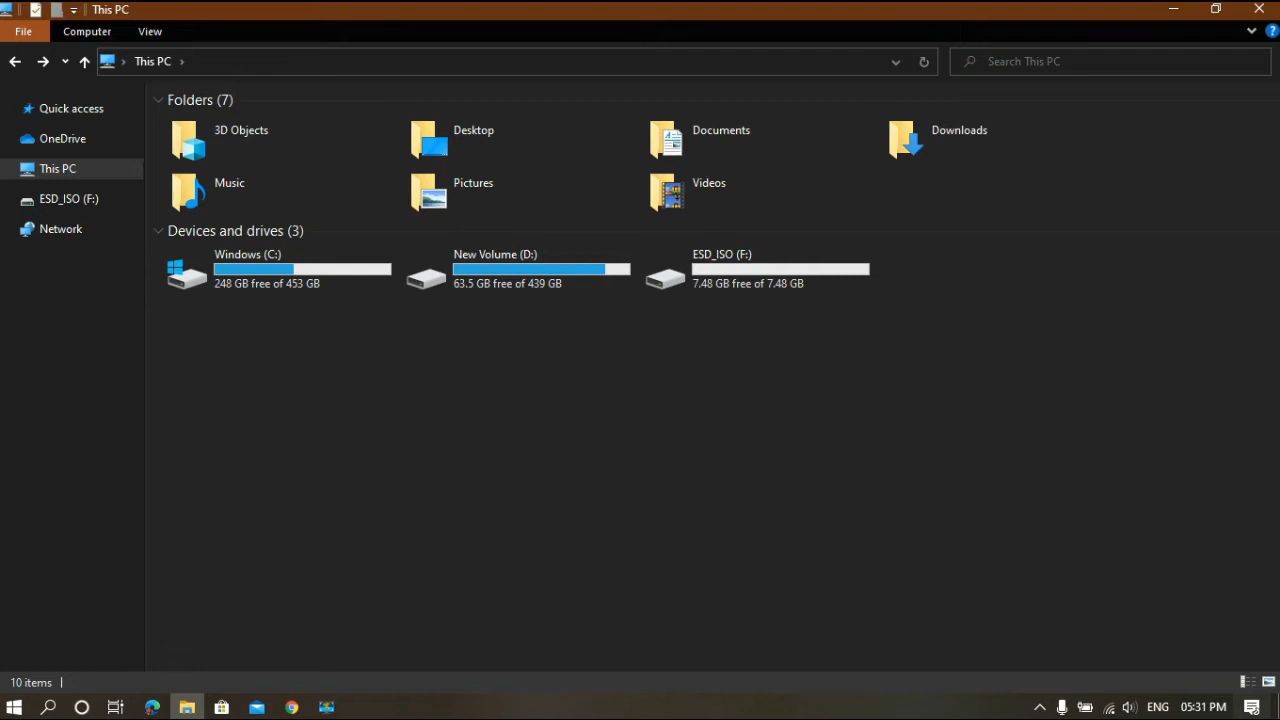 This PC
File Computer View
This PC
Search This PC
Quick access
OneDrive
This PC
ESD_ISO (F:)
Network
Folders (7)
3D Objects
Desktop
Documents
Downloads
Music
Pictures
Videos
Devices and drives (3)
Windows (C:)
248 GB free of 453 GB
New Volume (D:)
63.5 GB free of 439 GB
ESD_ISO (F:)
7.48 GB free of 7.48 GB
10 items
ENG 05:31 PM